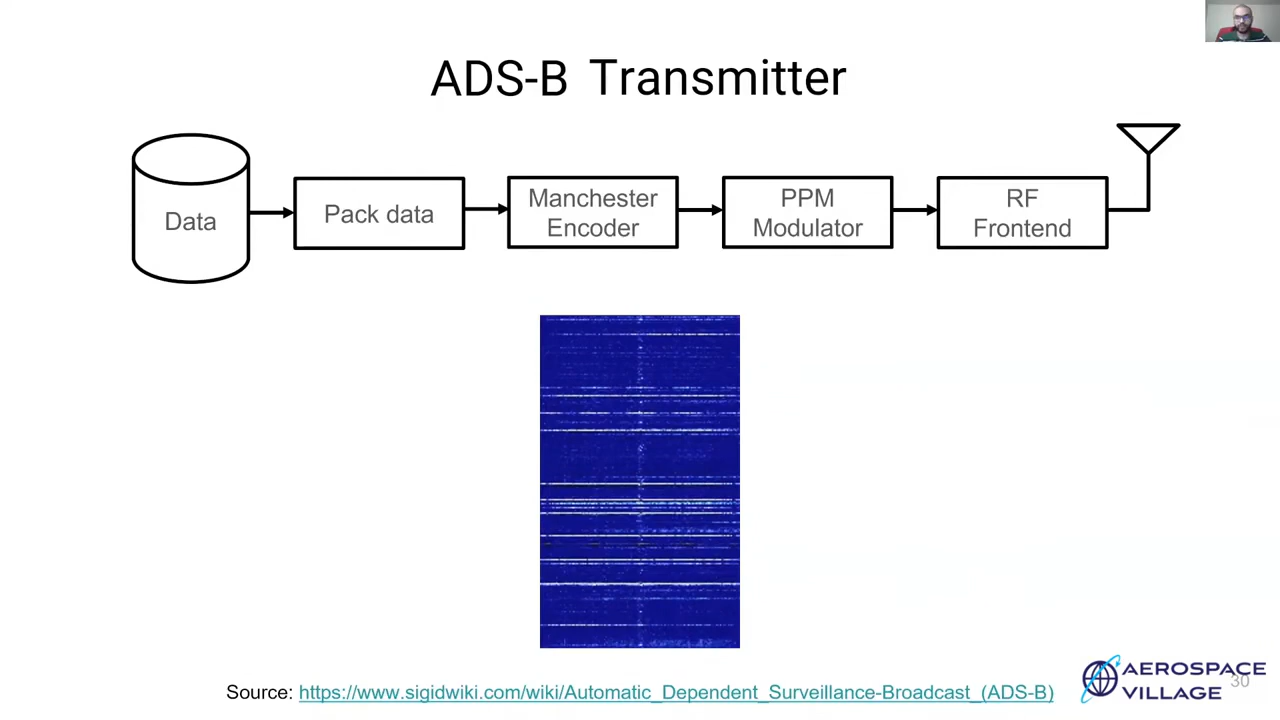 ADS-B Transmitter
Data
Pack data
Manchester
Encoder
PPM
Modulator
RF
Frontend
Source: https://www.sigidwiki.com/wiki/Automatic_Dependent_Surveillance-Broadcast_(ADS-B)
AEROSPACE
VILLAGE
30